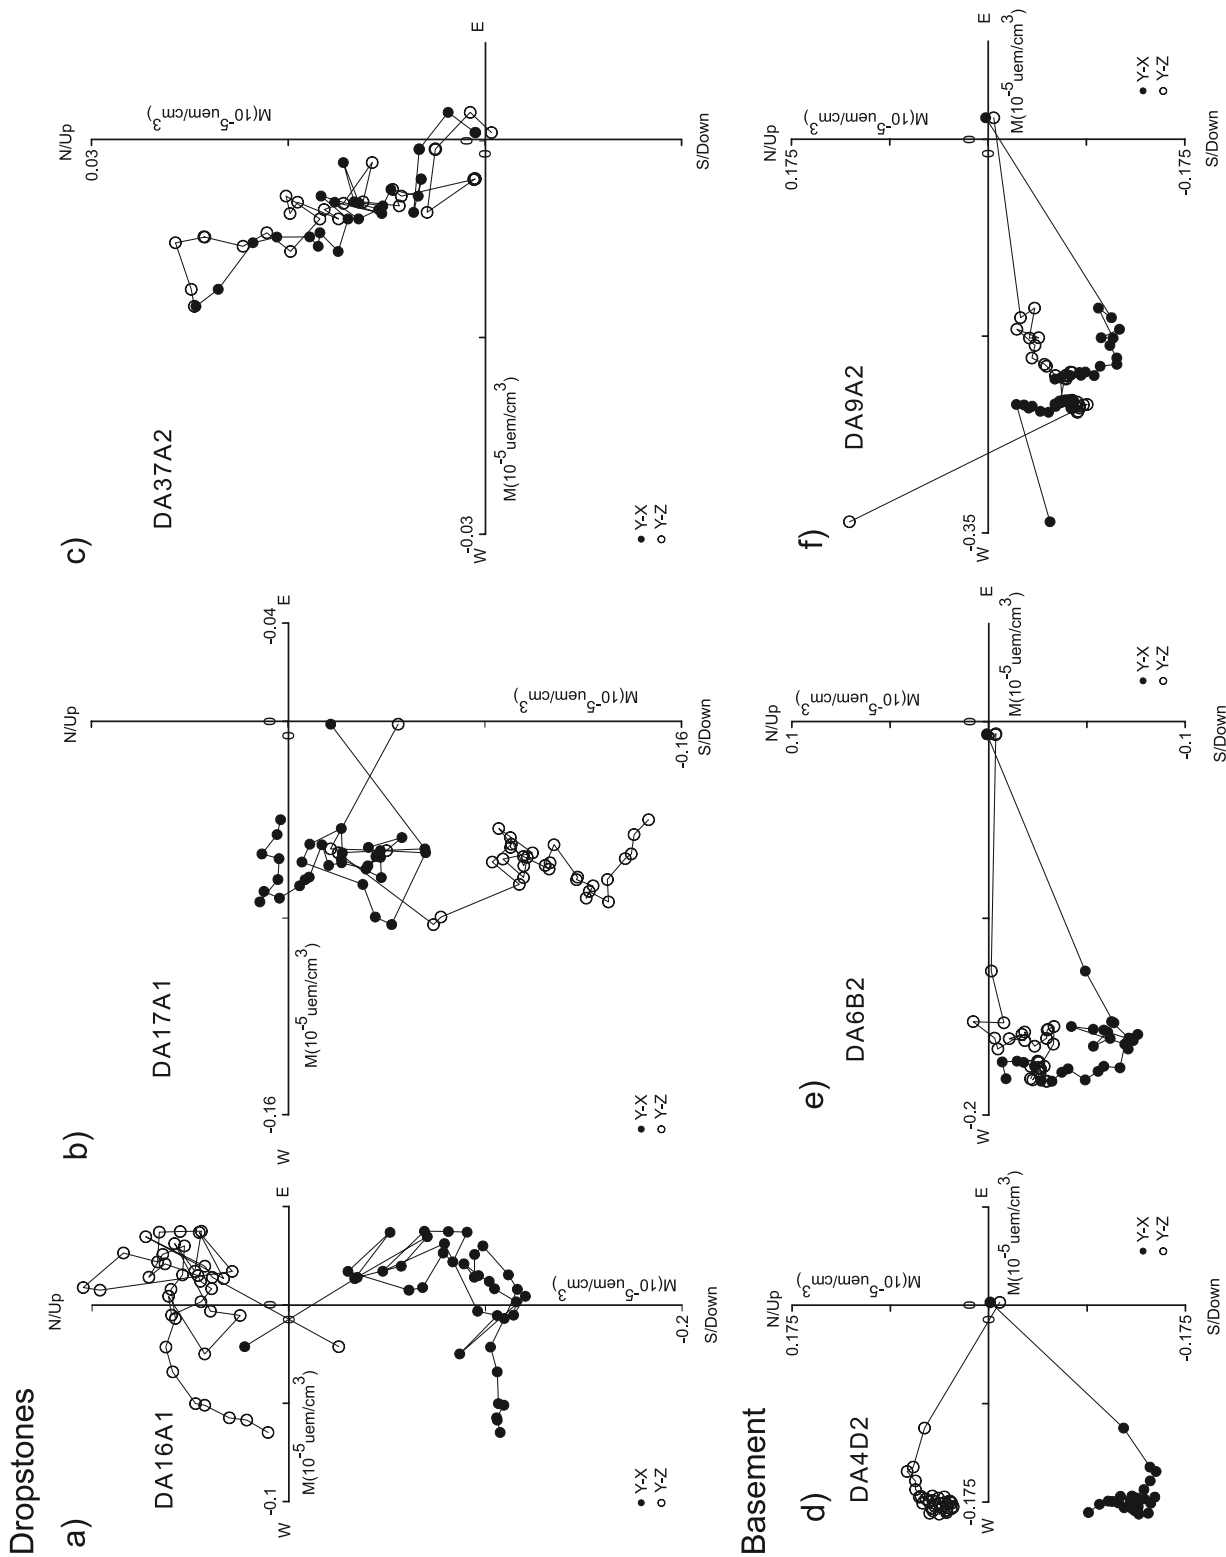 Dropstones
a)
DA16A1
N/Up
0
-0.1
W
E
M(10-5uem/cm3)
M(10-5uem/cm3)
-0.2
S/Down
Y-X
Y-Z
b)
DA17A1
N/Up
0
0
-0.16
W
-0.04
E
M(10-5uem/cm3)
M(10-5uem/cm3)
-0.16
S/Down
Y-X
Y-Z
c)
DA37A2
N/Up
0.03
M(10-5uem/cm3)
E
0
0
-0.03
W
M(10-5uem/cm3)
S/Down
Y-X
Y-Z
Basement
d)
DA4D2
N/Up
0.175
M(10-5uem/cm3)
0
E
M(10-5uem/cm3)
-0.175
W
-0.175
S/Down
Y-X
Y-Z
e)
DA6B2
N/Up
0.1
M(10-5uem/cm3)
0
E
M(10-5uem/cm3)
-0.2
W
-0.1
S/Down
Y-X
Y-Z
f)
DA9A2
N/Up
0.175
M(10-5uem/cm3)
0
E
M(10-5uem/cm3)
-0.35
W
-0.175
S/Down
Y-X
Y-Z